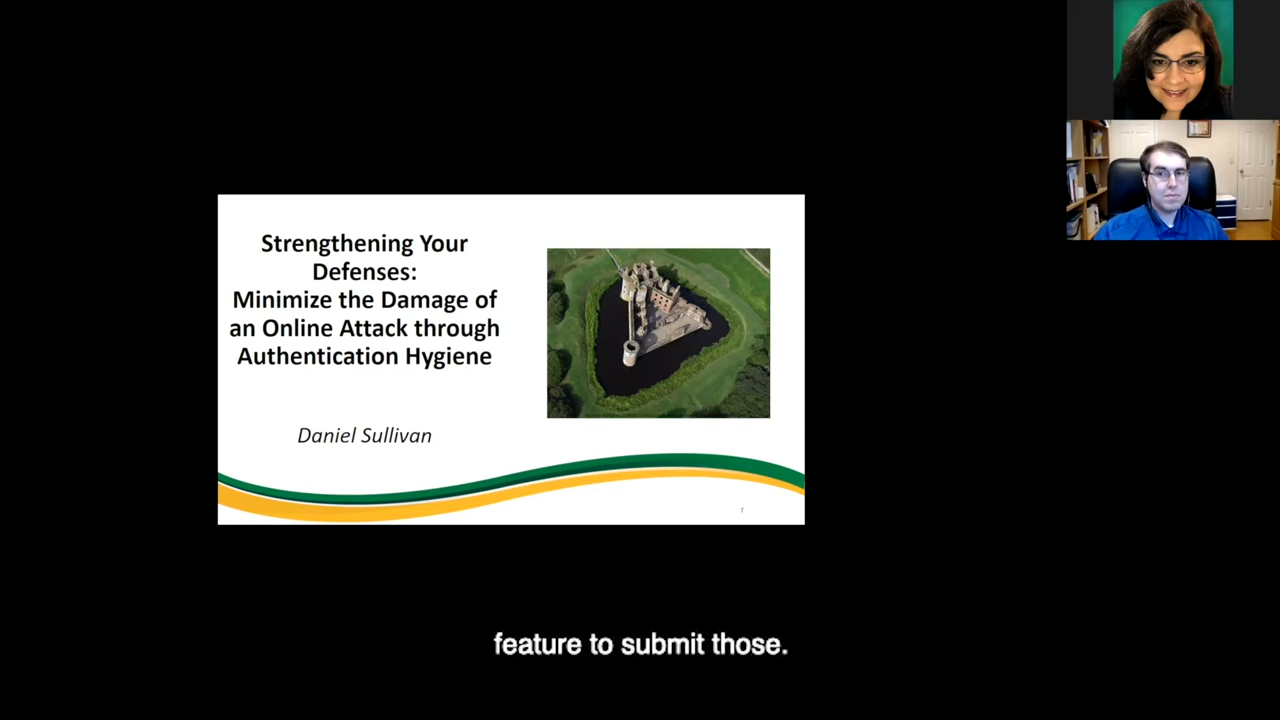 Strengthening Your
Defenses:
Minimize the Damage of
an Online Attack through
Authentication Hygiene
Daniel Sullivan
feature to submit those.